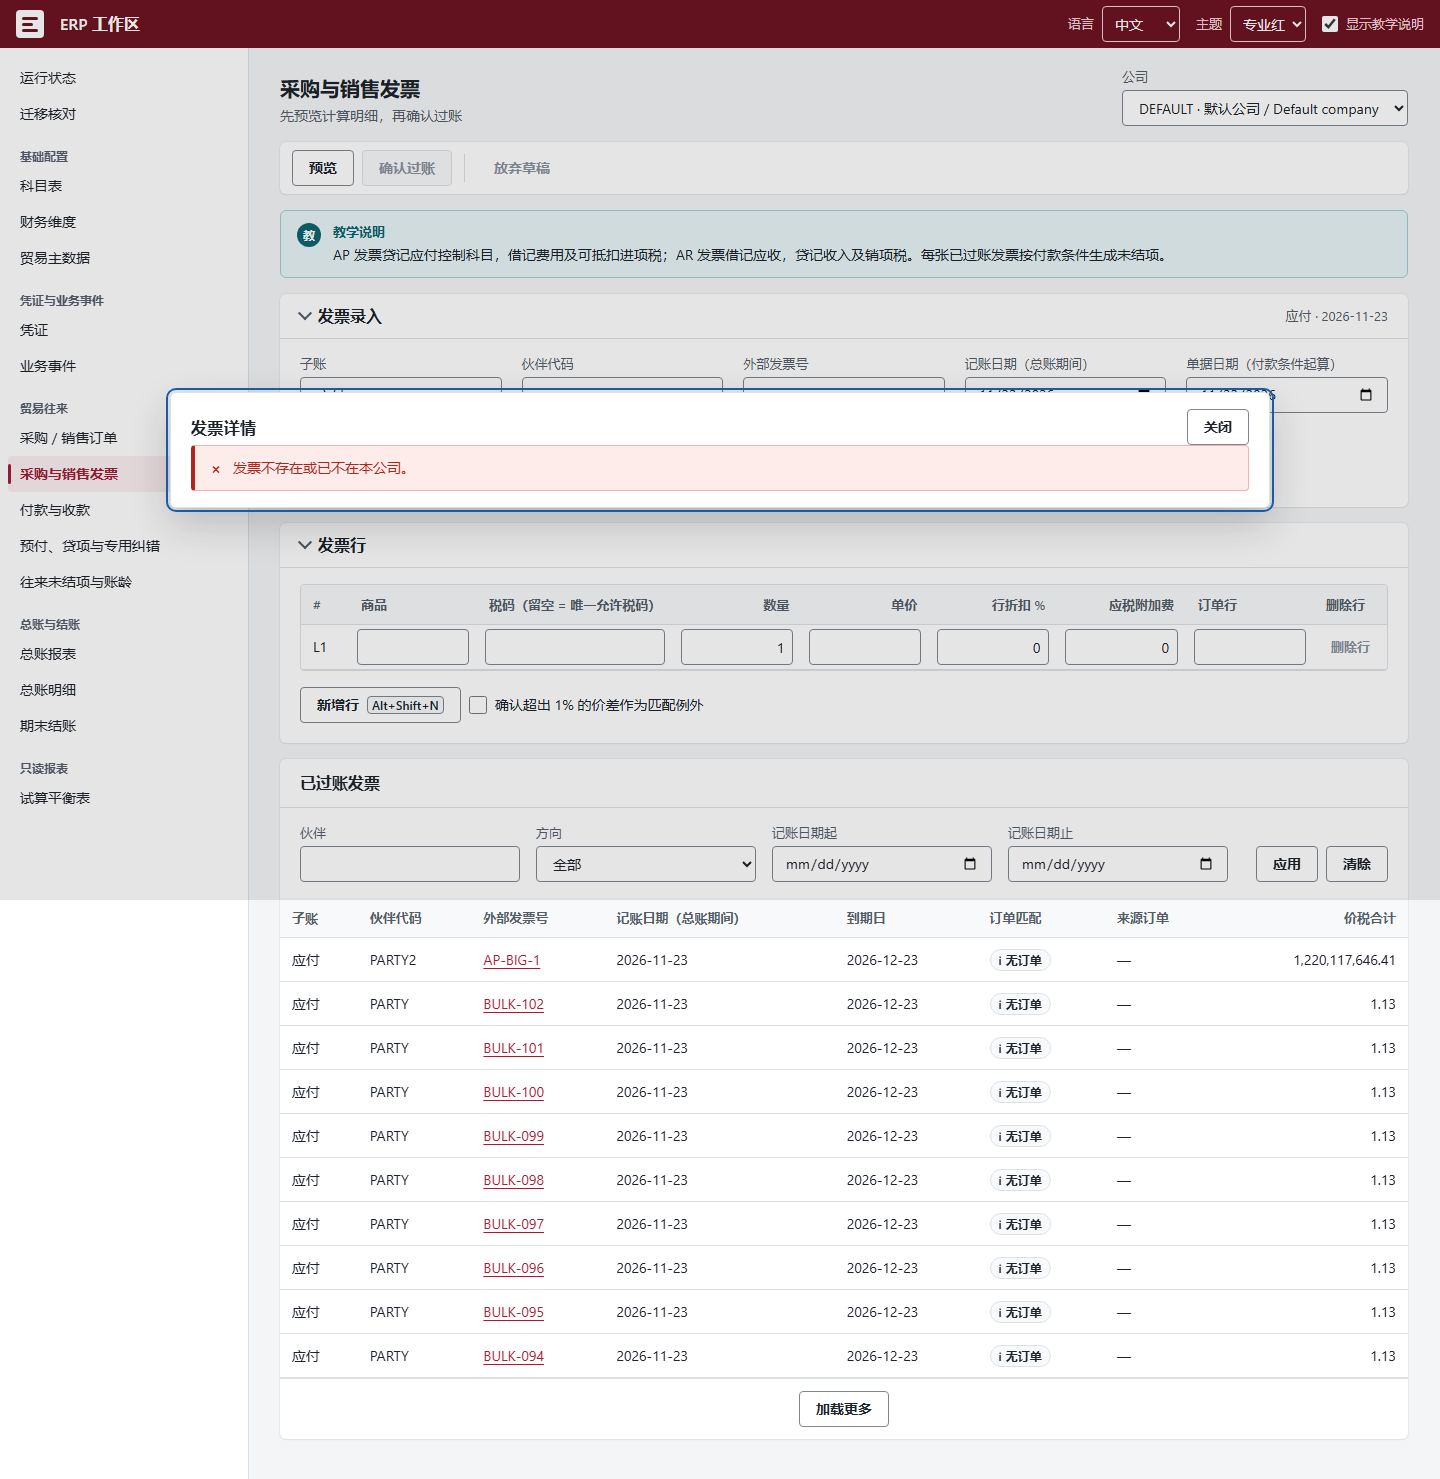 ERP 工作区
语言 中文 主题 专业红 显示教学说明
运行状态
迁移核对
基础配置
科目表
财务维度
贸易主数据
凭证与业务事件
凭证
业务事件
贸易往来
采购 / 销售订单
采购与销售发票
付款与收款
预付、贷项与专用纠错
往来未结项与账龄
总账与结账
总账报表
总账明细
期末结账
只读报表
试算平衡表
采购与销售发票
先预览计算明细，再确认过账
公司
DEFAULT · 默认公司 / Default company
预览 确认过账 放弃草稿
教 教学说明
AP 发票贷记应付控制科目，借记费用及可抵扣进项税；AR 发票借记应收，贷记收入及销项税。每张已过账发票按付款条件生成未结项。
发票录入 应付 · 2026-11-23
子账 伙伴代码 外部发票号 记账日期（总账期间） 单据日期（付款条件起算）
发票详情 关闭
× 发票不存在或已不在本公司。
发票行
# 商品 税码（留空 = 唯一允许税码） 数量 单价 行折扣 % 应税附加费 订单行 删除行
L1 1 0 0 删除行
新增行 Alt+Shift+N 确认超出 1% 的价差作为匹配例外
已过账发票
伙伴 方向 记账日期起 记账日期止
全部 mm/dd/yyyy mm/dd/yyyy 应用 清除
子账 伙伴代码 外部发票号 记账日期（总账期间） 到期日 订单匹配 来源订单 价税合计
应付 PARTY2 AP-BIG-1 2026-11-23 2026-12-23 i 无订单 — 1,220,117,646.41
应付 PARTY BULK-102 2026-11-23 2026-12-23 i 无订单 — 1.13
应付 PARTY BULK-101 2026-11-23 2026-12-23 i 无订单 — 1.13
应付 PARTY BULK-100 2026-11-23 2026-12-23 i 无订单 — 1.13
应付 PARTY BULK-099 2026-11-23 2026-12-23 i 无订单 — 1.13
应付 PARTY BULK-098 2026-11-23 2026-12-23 i 无订单 — 1.13
应付 PARTY BULK-097 2026-11-23 2026-12-23 i 无订单 — 1.13
应付 PARTY BULK-096 2026-11-23 2026-12-23 i 无订单 — 1.13
应付 PARTY BULK-095 2026-11-23 2026-12-23 i 无订单 — 1.13
应付 PARTY BULK-094 2026-11-23 2026-12-23 i 无订单 — 1.13
加载更多